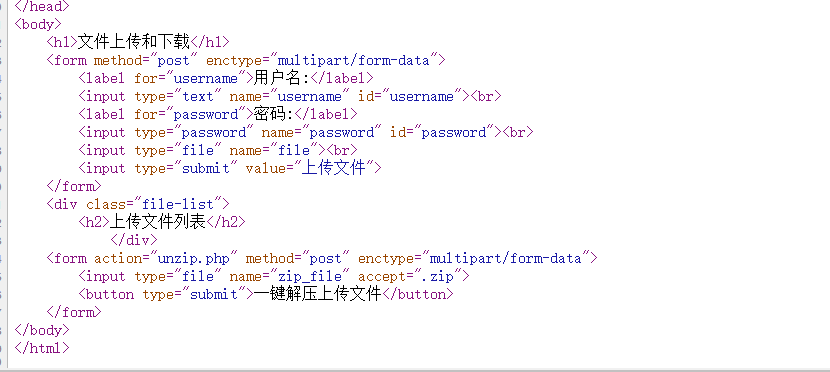 </head>
<body>
    <h1>文件上传和下载</h1>
    <form method="post" enctype="multipart/form-data">
        <label for="username">用户名:</label>
        <input type="text" name="username" id="username"><br>
        <label for="password">密码:</label>
        <input type="password" name="password" id="password"><br>
        <input type="file" name="file"><br>
        <input type="submit" value="上传文件">
    </form>
    <div class="file-list">
        <h2>上传文件列表</h2>
            </div>
    <form action="unzip.php" method="post" enctype="multipart/form-data">
        <input type="file" name="zip_file" accept=".zip">
        <button type="submit">一键解压上传文件</button>
    </form>
</body>
</html>